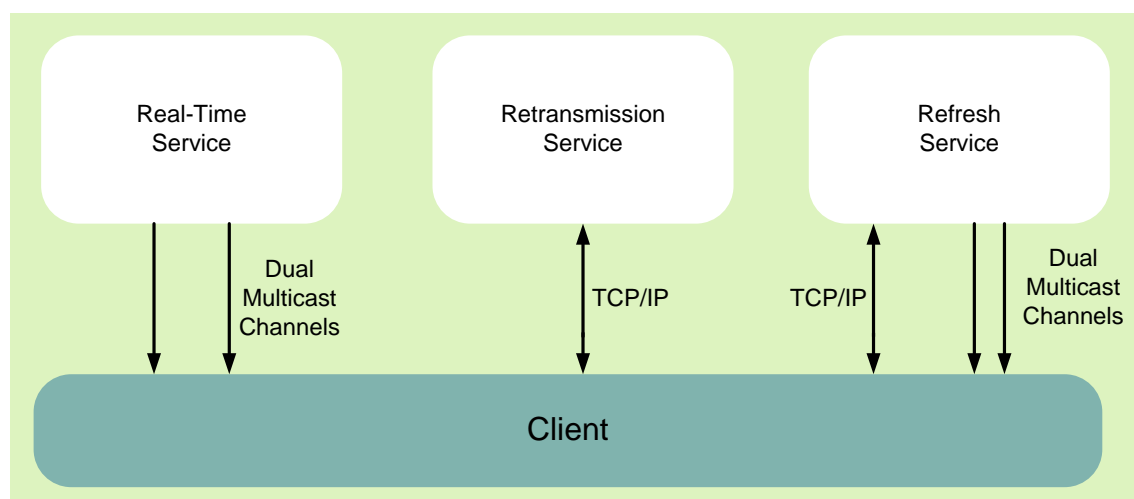 Real-Time
Service
Retransmission
Service
Refresh
Service
Dual
Multicast
Channels
TCP/IP
TCP/IP
Dual
Multicast
Channels
Client